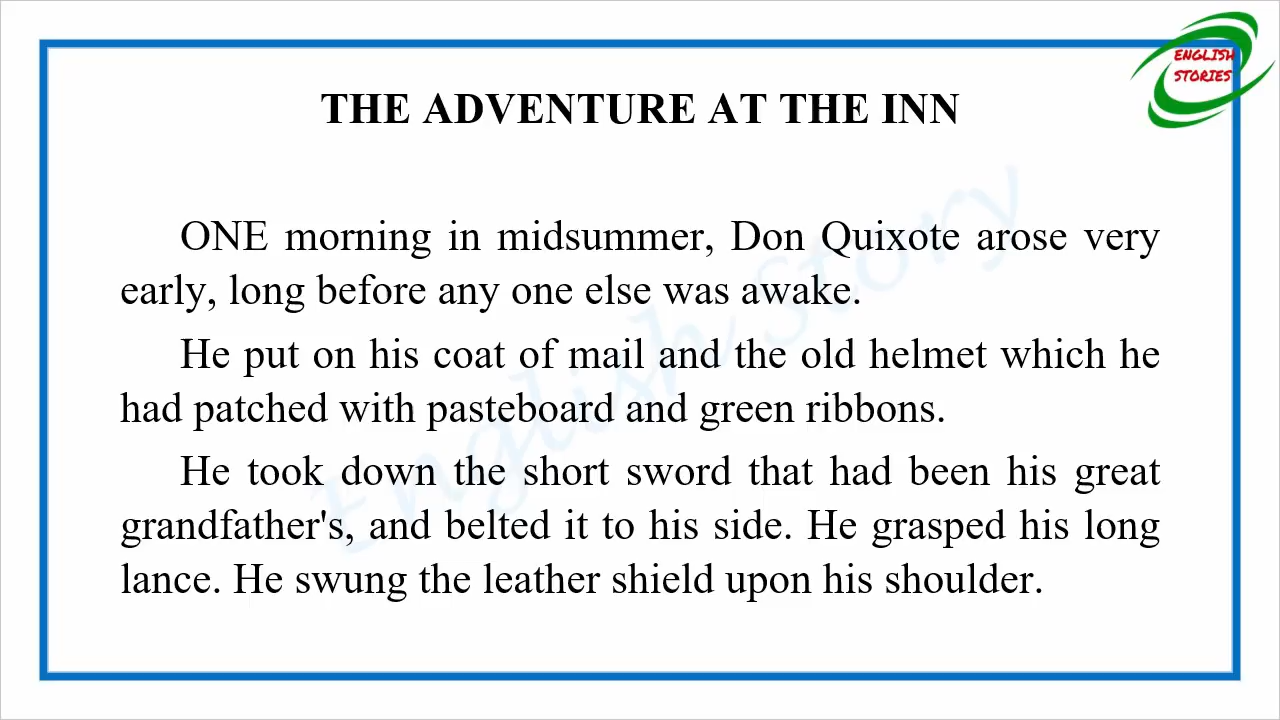 ENGLISH
STORIES
THE ADVENTURE AT THE INN
ONE morning in midsummer, Don Quixote arose very
early, long before any one else was awake.
He put on his coat of mail and the old helmet which he
had patched with pasteboard and green ribbons.
He took down the short sword that had been his great
grandfather's, and belted it to his side. He grasped his long
lance. He swung the leather shield upon his shoulder.
English Story